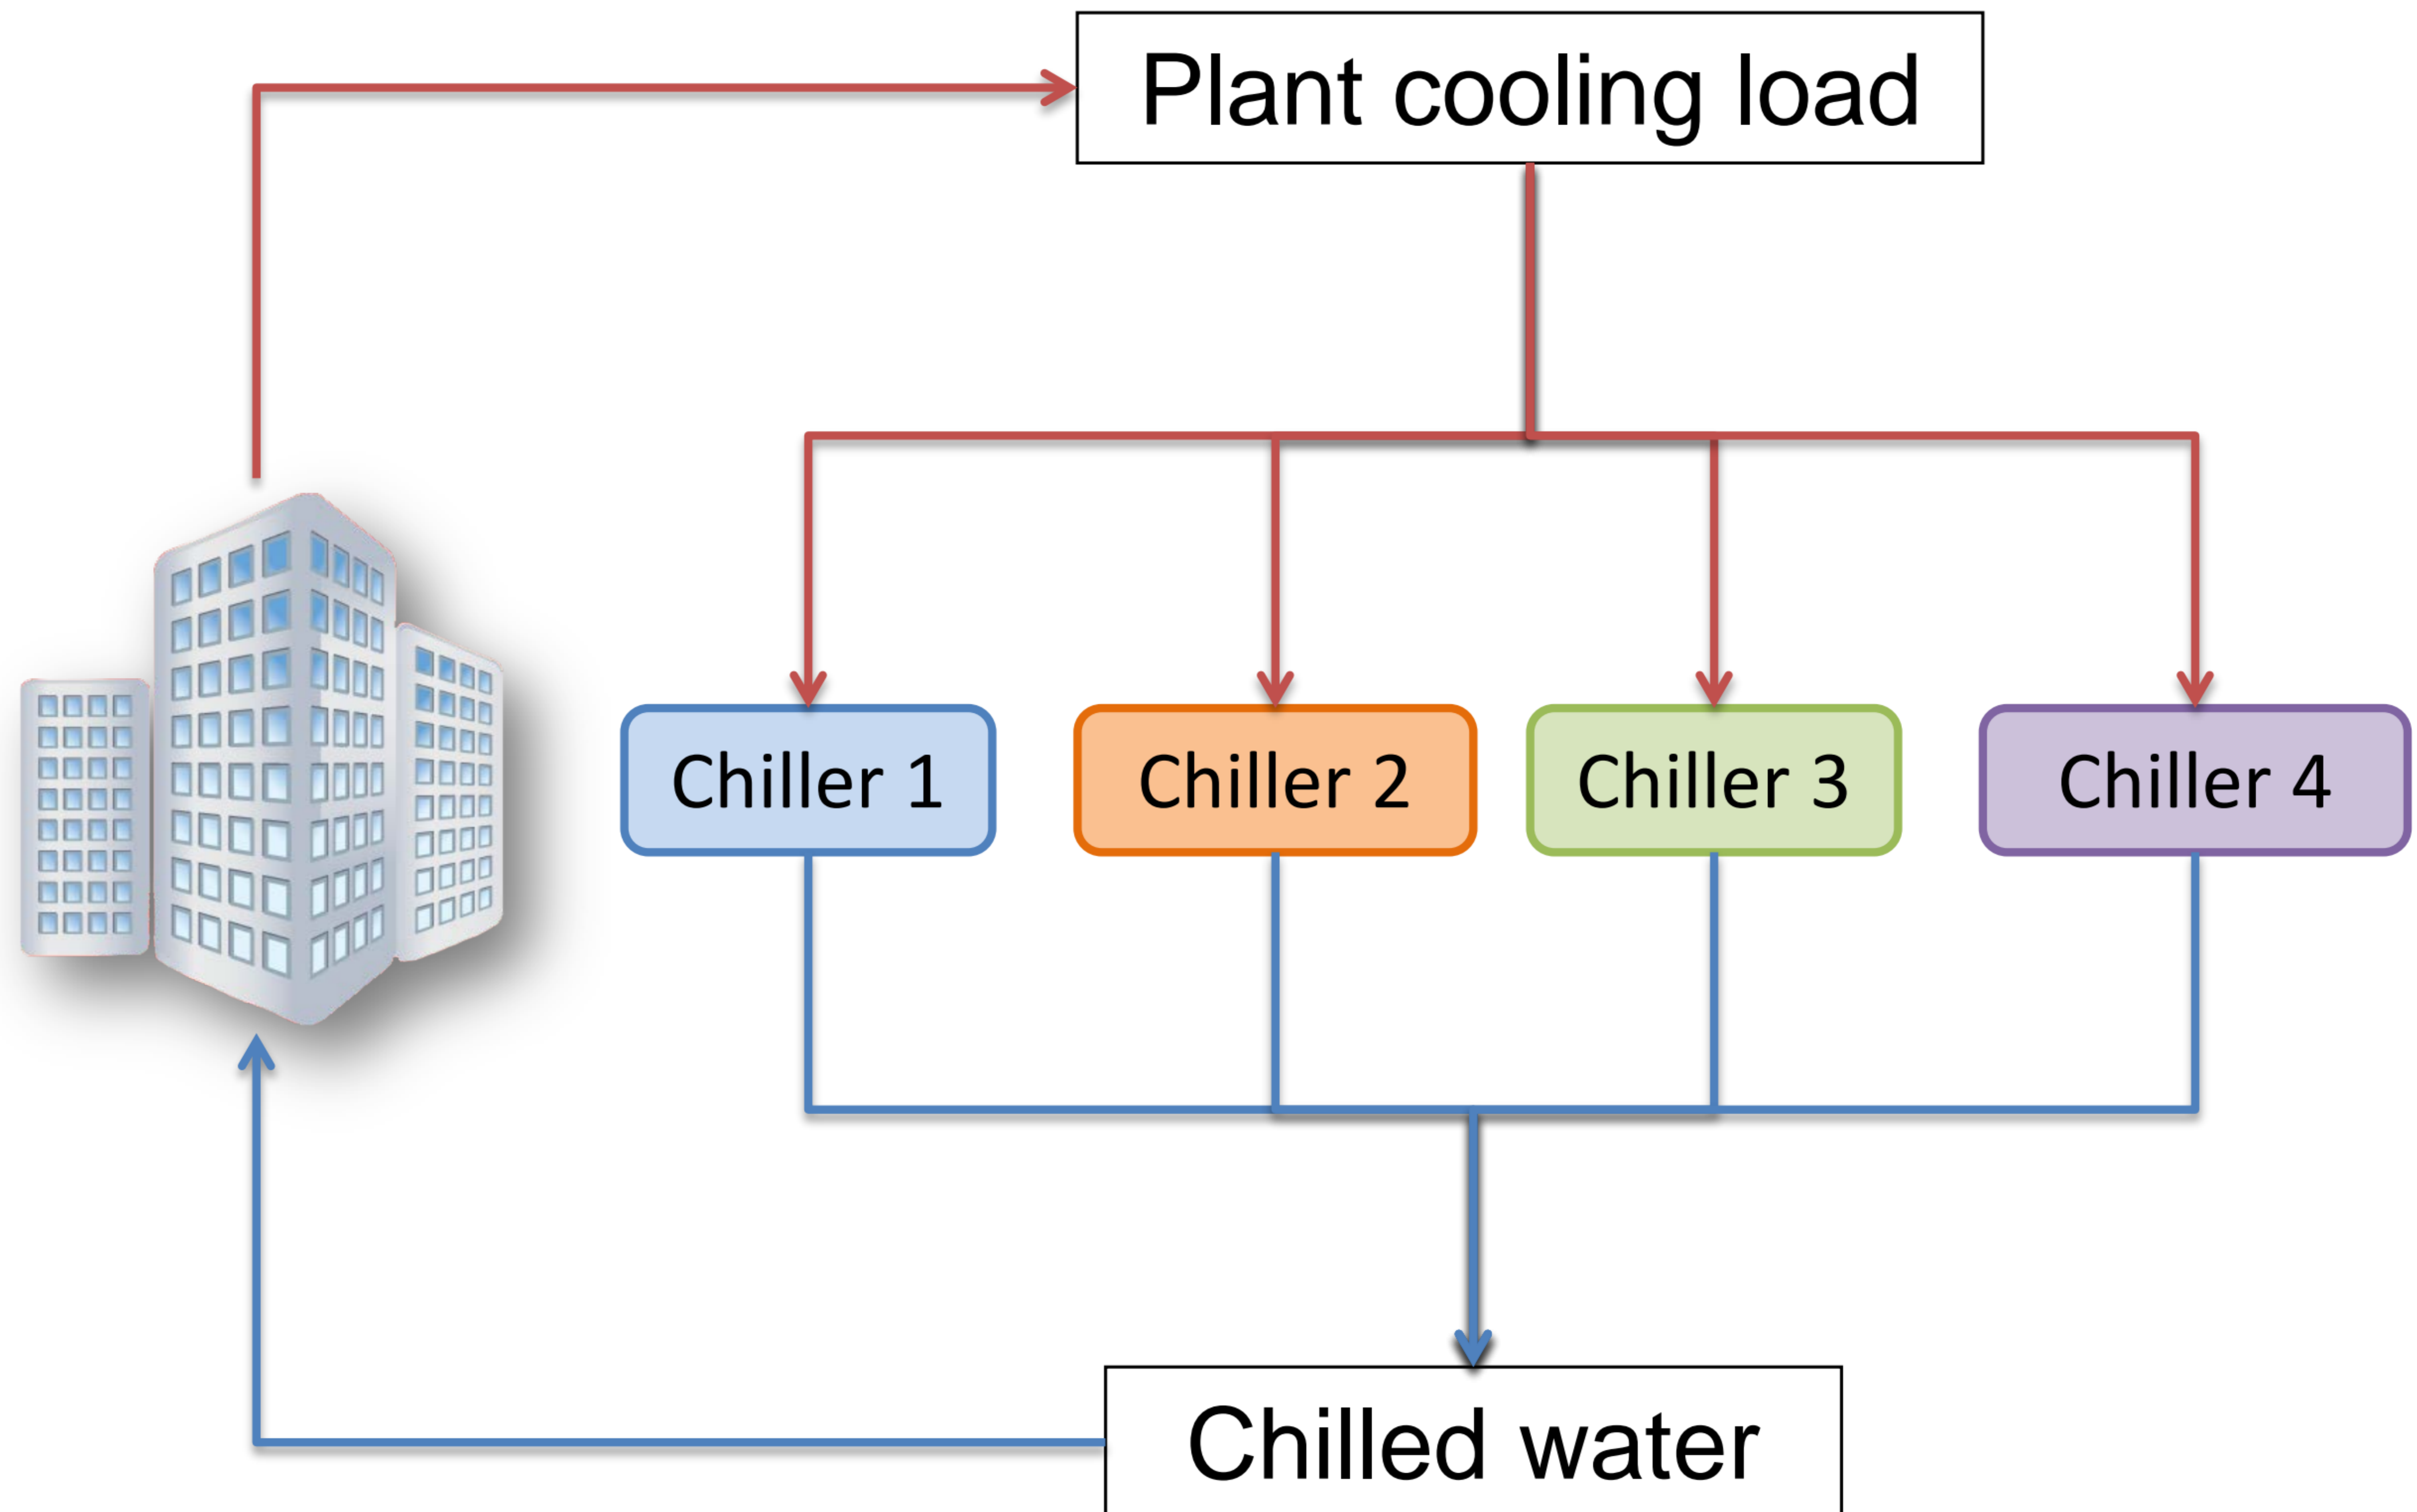 Plant cooling load
Chiller 1
Chiller 2
Chiller 3
Chiller 4
Chilled water